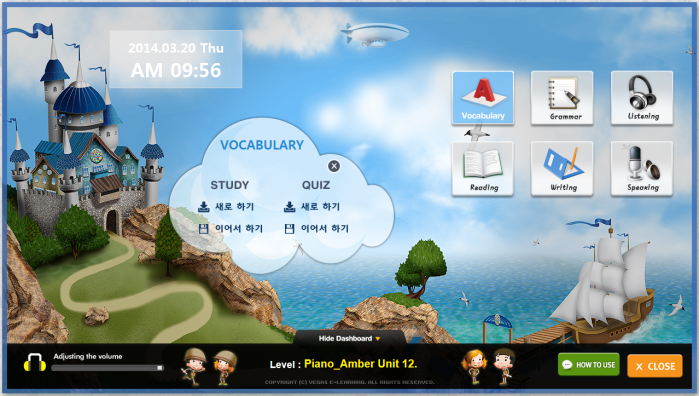 2014.03.20 Thu
AM 09:56
A
Vocabulary
Grammar
Listening
Reading
Writing
Speaking
VOCABULARY
STUDY
QUIZ
새로 하기
새로 하기
이어서 하기
이어서 하기
Hide Dashboard
Adjusting the volume
Level : Piano_Amber Unit 12.
HOW TO USE
X CLOSE
COPYRIGHT (C) VEGAS E-LEARNING. ALL RIGHTS RESERVED.